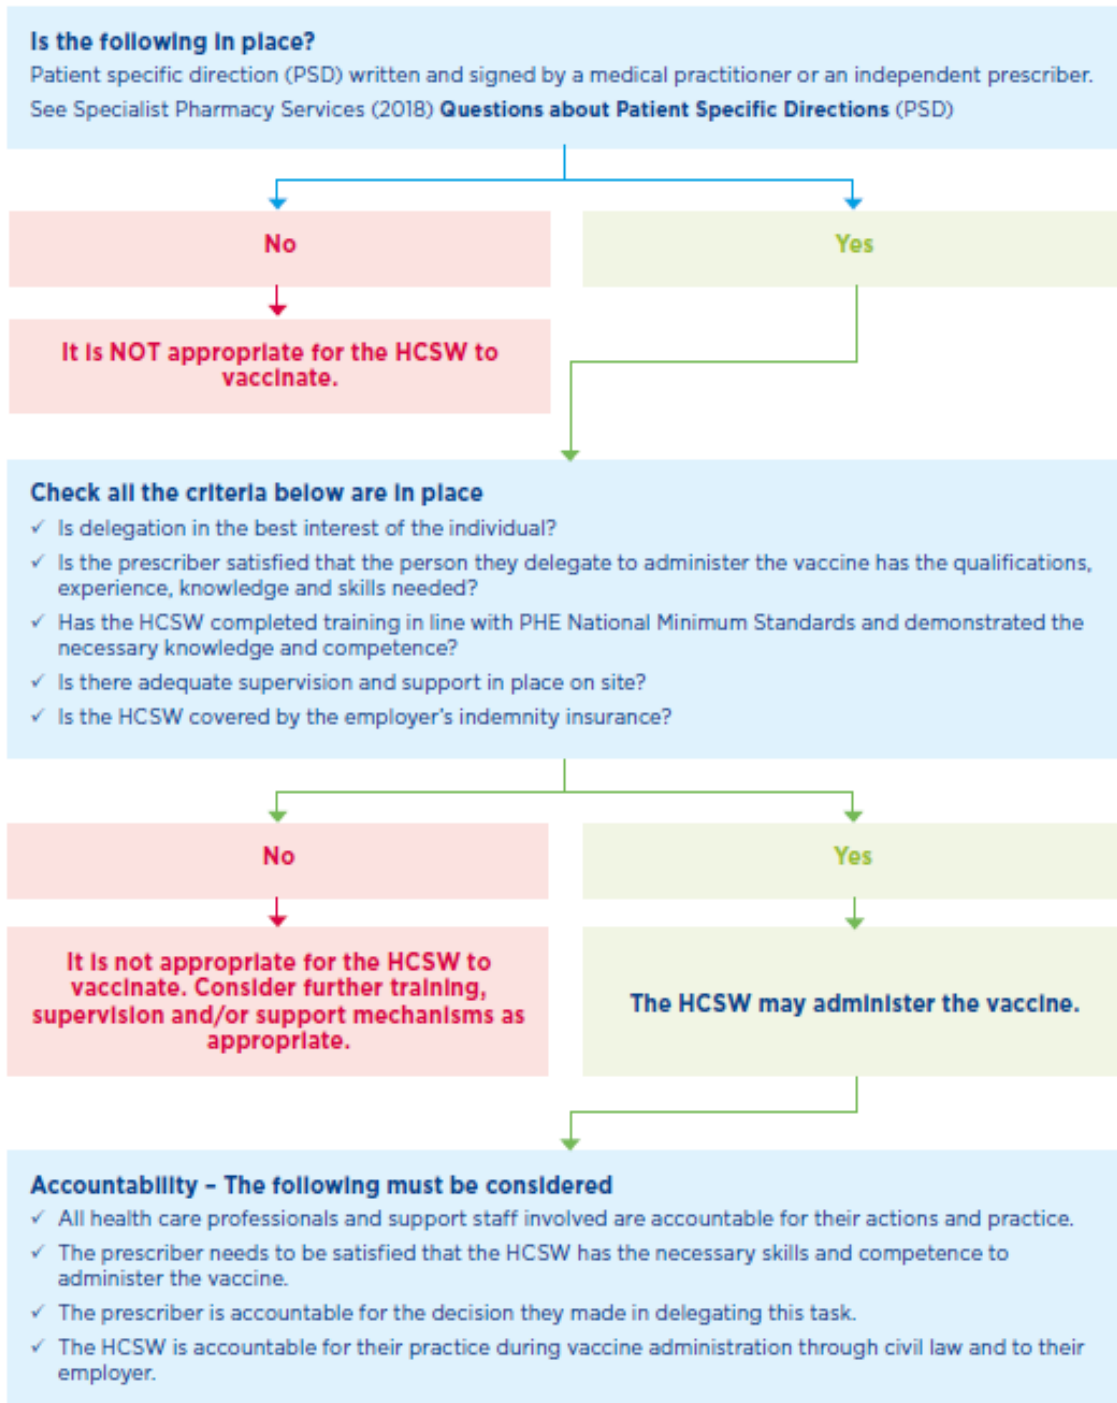 Is the following in place?
Patient specific direction (PSD) written and signed by a medical practitioner or an independent prescriber.
See Specialist Pharmacy Services (2018) Questions about Patient Specific Directions (PSD)
No
Yes
It is NOT appropriate for the HCSW to
vaccinate.
Check all the criteria below are in place
✓ Is delegation in the best interest of the individual?
✓ Is the prescriber satisfied that the person they delegate to administer the vaccine has the qualifications,
experience, knowledge and skills needed?
✓ Has the HCSW completed training in line with PHE National Minimum Standards and demonstrated the
necessary knowledge and competence?
✓ Is there adequate supervision and support in place on site?
✓ Is the HCSW covered by the employer's indemnity insurance?
No
Yes
It is not appropriate for the HCSW to
vaccinate. Consider further training,
supervision and/or support mechanisms as
appropriate.
The HCSW may administer the vaccine.
Accountability – The following must be considered
✓ All health care professionals and support staff involved are accountable for their actions and practice.
✓ The prescriber needs to be satisfied that the HCSW has the necessary skills and competence to
administer the vaccine.
✓ The prescriber is accountable for the decision they made in delegating this task.
✓ The HCSW is accountable for their practice during vaccine administration through civil law and to their
employer.